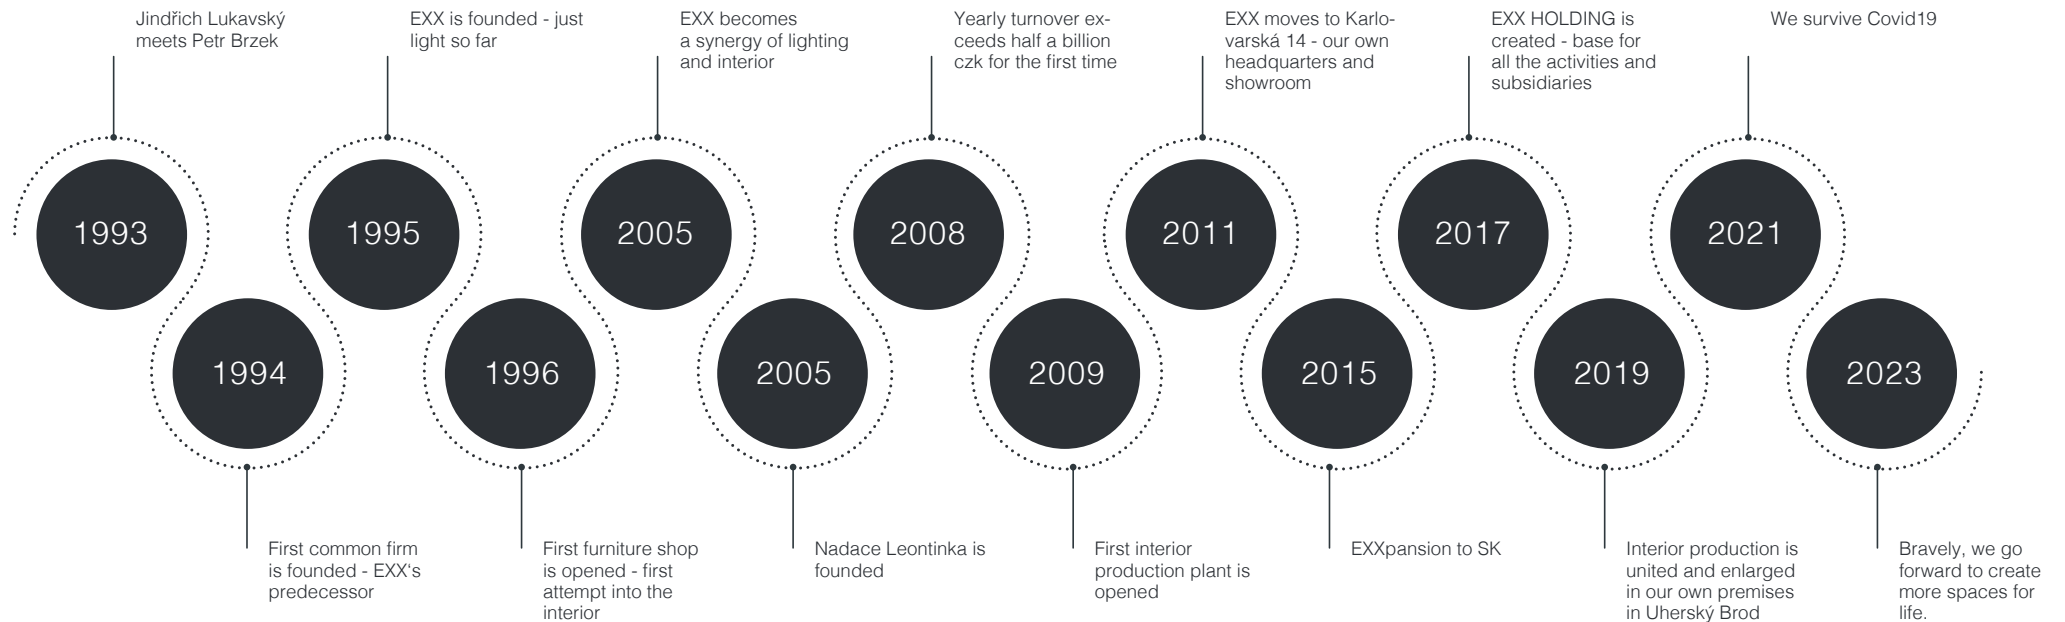 Jindřich Lukavský
meets Petr Brzek
1993
1994
First common firm
is founded - EXX‘s
predecessor
EXX is founded - just
light so far
1995
1996
First furniture shop
is opened - first
attempt into the
interior
EXX becomes
a synergy of lighting
and interior
2005
2005
Nadace Leontinka is
founded
Yearly turnover ex-
ceeds half a billion
czk for the first time
2008
2009
First interior
production plant is
opened
EXX moves to Karlo-
varská 14 - our own
headquarters and
showroom
2011
2015
EXXpansion to SK
EXX HOLDING is
created - base for
all the activities and
subsidiaries
2017
2019
Interior production is
united and enlarged
in our own premises
in Uherský Brod
We survive Covid19
2021
2023
Bravely, we go
forward to create
more spaces for
life.